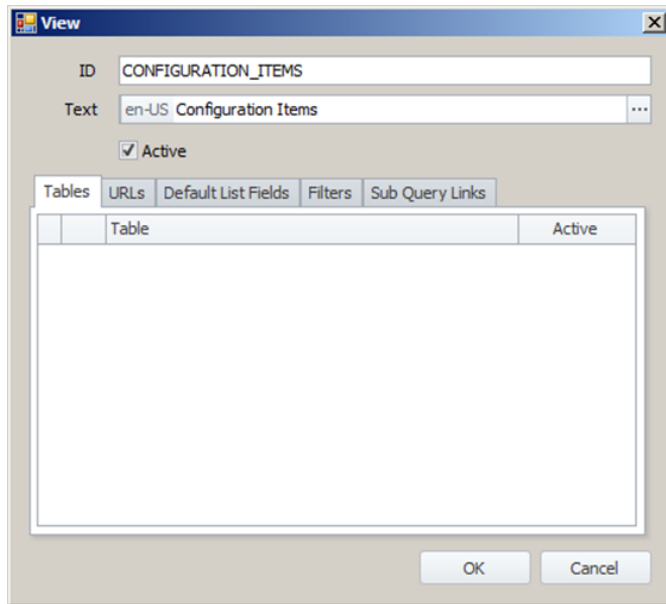 View
ID CONFIGURATION_ITEMS
Text en-US Configuration Items ...
Active
Tables URLs Default List Fields Filters Sub Query Links
Table Active
OK Cancel